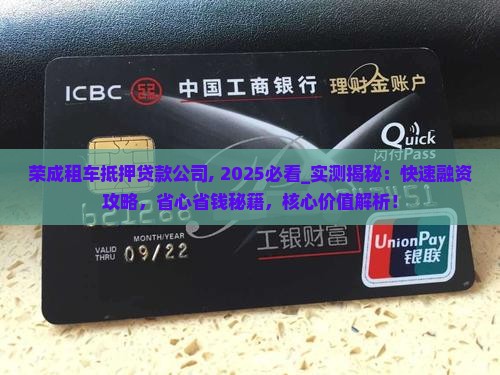 ICBC 中国工商银行 理财金账户
Quick
闪付Pass
荣成租车抵押贷款公司, 2025必看_实测揭秘：快速融资
攻略，省心省钱秘籍，核心价值解析！
VALID
THRU 09/22
工银财富
UnionPay
银联